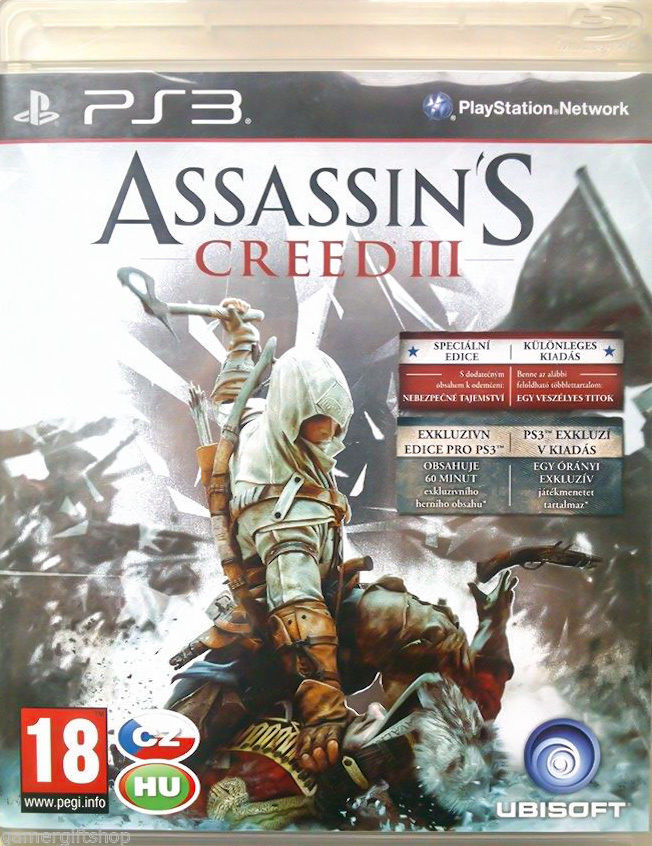 PS3
PlayStation®Network
ASSASSIN'S
CREED III
SPECIÁLNÍ
EDICE
KÜLÖNLEGES
KIADÁS
S dodatečným
obsahem k odemčení:
NEBEZPEČNÉ TAJEMSTVÍ
Benne az alábbi
feloldható többlettartalom:
EGY VESZÉLYES TITOK
EXKLUZIVN
EDICE PRO PS3™
PS3™ EXKLUZÍ
V KIADÁS
OBSAHUJE
60 MINUT
exkluzivního
herního obsahu*
EGY ÓRÁNYI
EXKLUZÍV
játékmenetet
tartalmaz*
18
www.pegi.info
CZ
HU
UBISOFT
gamergiftshop